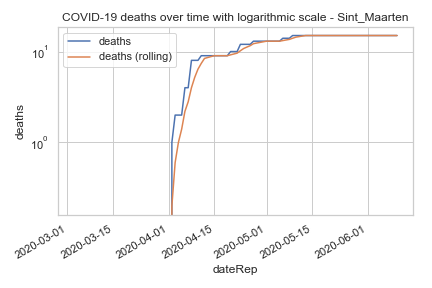 COVID-19 deaths over time with logarithmic scale - Sint_Maarten
deaths
deaths (rolling)
10¹
10⁰
deaths
2020-03-01
2020-03-15
2020-04-01
2020-04-15
2020-05-01
2020-05-15
2020-06-01
dateRep